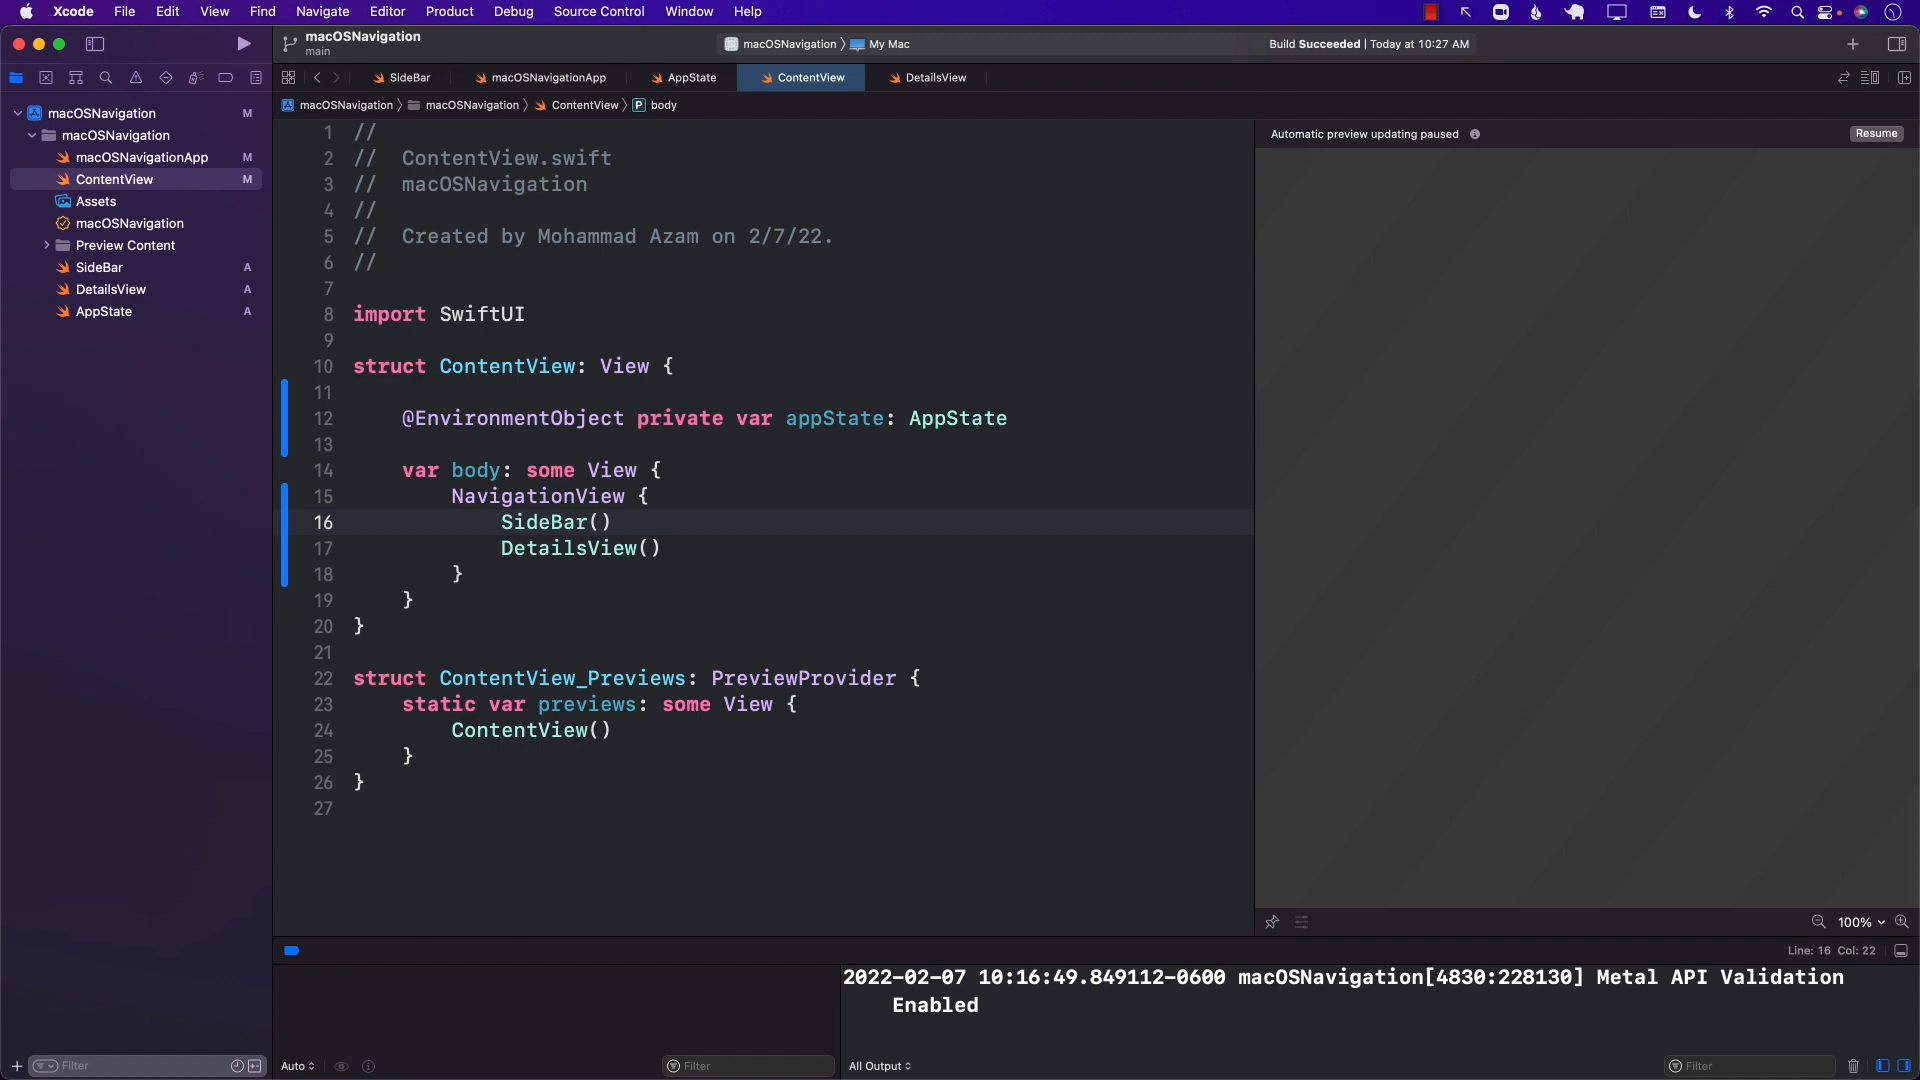 Xcode File Edit View Find Navigate Editor Product Debug Source Control Window Help
macOSNavigation
main
macOSNavigation 〉 My Mac
Build Succeeded | Today at 10:27 AM
SideBar macOSNavigationApp AppState ContentView DetailsView
macOSNavigation 〉 macOSNavigation 〉 ContentView 〉 P body
macOSNavigation M
macOSNavigation
macOSNavigationApp M
ContentView M
Assets
macOSNavigation
Preview Content
SideBar A
DetailsView A
AppState A
Filter
1 //
2 //  ContentView.swift
3 //  macOSNavigation
4 //
5 //  Created by Mohammad Azam on 2/7/22.
6 //
7
8 import SwiftUI
9
10 struct ContentView: View {
11
12     @EnvironmentObject private var appState: AppState
13
14     var body: some View {
15         NavigationView {
16             SideBar()
17             DetailsView()
18         }
19     }
20 }
21
22 struct ContentView_Previews: PreviewProvider {
23     static var previews: some View {
24         ContentView()
25     }
26 }
27
Automatic preview updating paused
Resume
100%
Line: 16 Col: 22
2022-02-07 10:16:49.849112-0600 macOSNavigation[4830:228130] Metal API Validation
Enabled
Auto
Filter
All Output
Filter